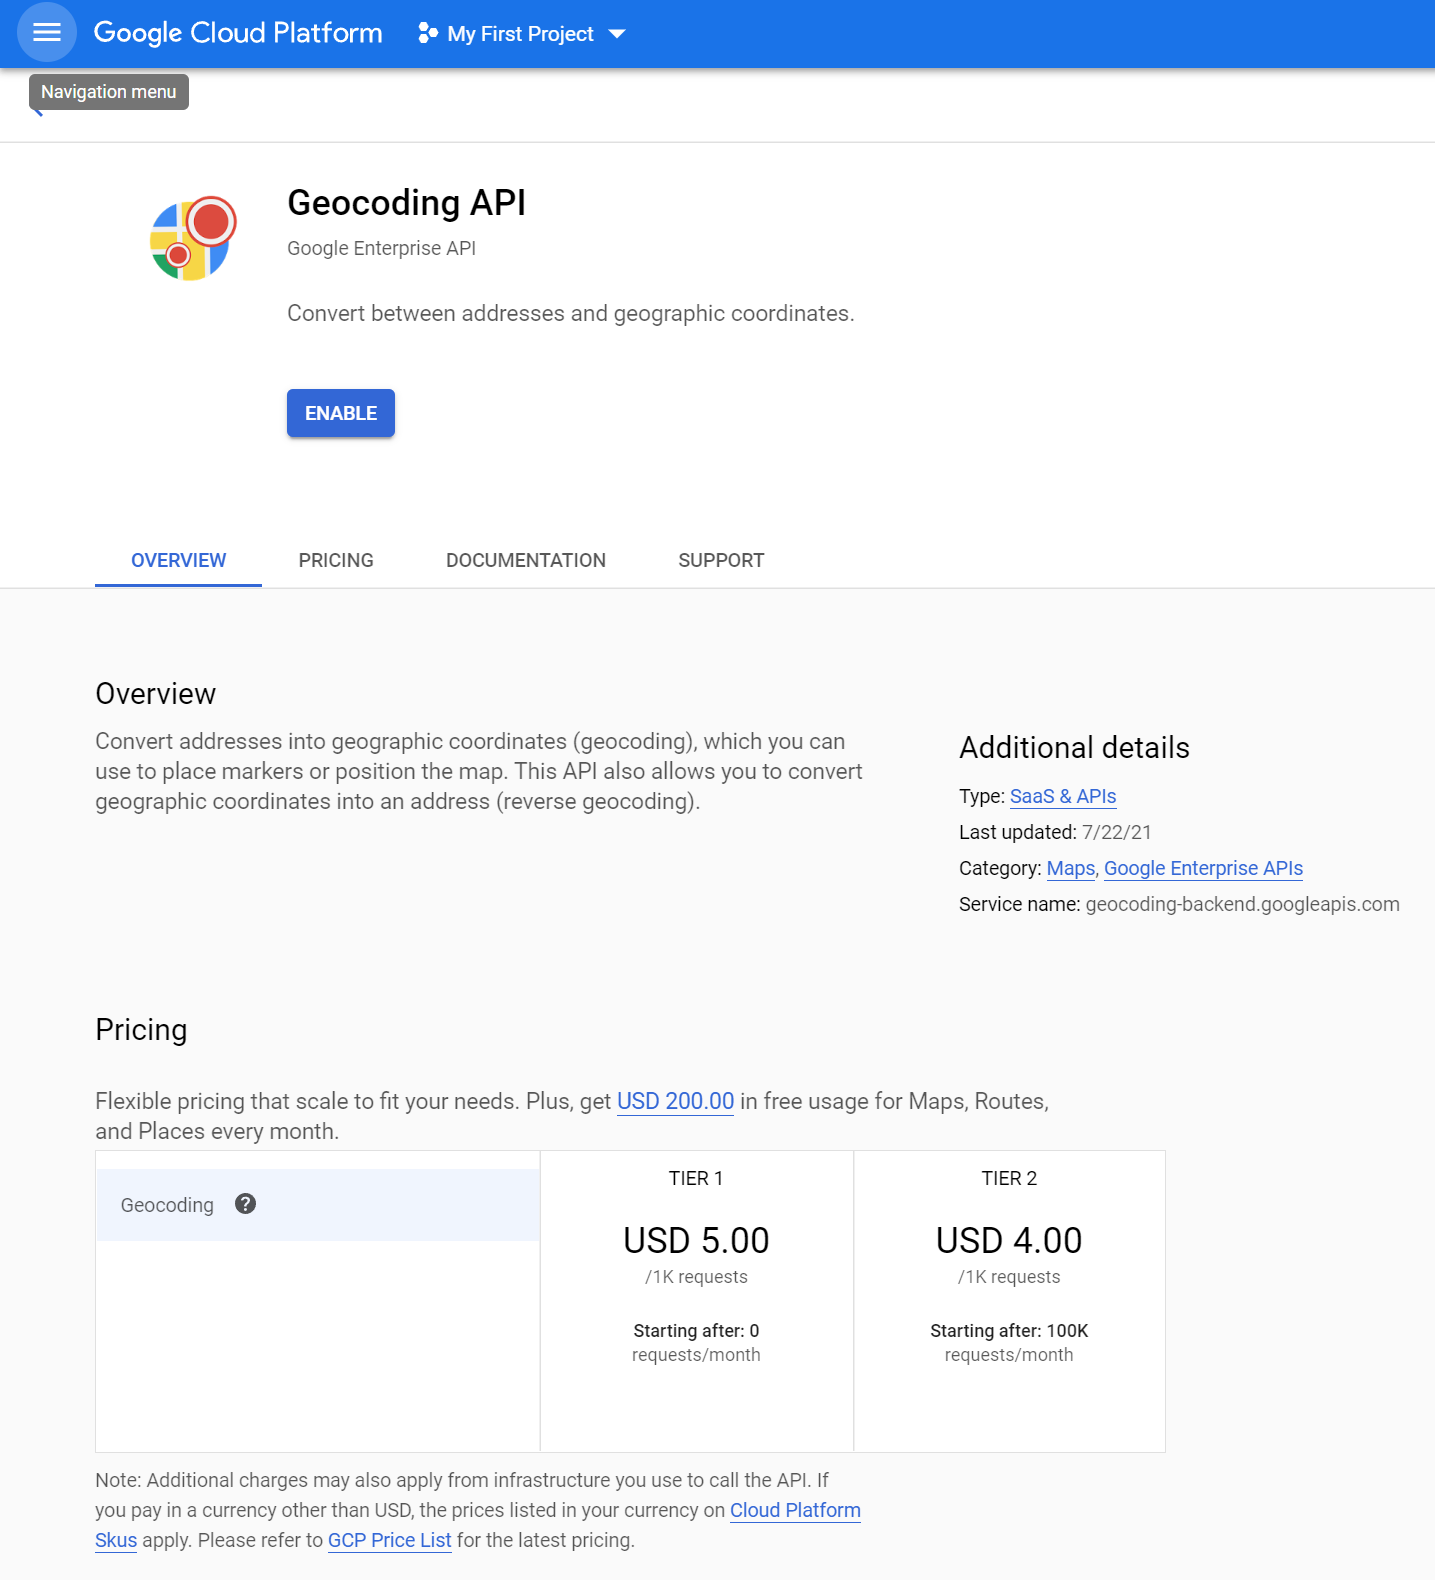 Google Cloud Platform
My First Project
Navigation menu
Geocoding API
Google Enterprise API
Convert between addresses and geographic coordinates.
ENABLE
OVERVIEW PRICING DOCUMENTATION SUPPORT
Overview
Convert addresses into geographic coordinates (geocoding), which you can
use to place markers or position the map. This API also allows you to convert
geographic coordinates into an address (reverse geocoding).
Additional details
Type: SaaS & APIs
Last updated: 7/22/21
Category: Maps, Google Enterprise APIs
Service name: geocoding-backend.googleapis.com
Pricing
Flexible pricing that scale to fit your needs. Plus, get USD 200.00 in free usage for Maps, Routes,
and Places every month.
Geocoding ?
TIER 1
USD 5.00
/1K requests
Starting after: 0
requests/month
TIER 2
USD 4.00
/1K requests
Starting after: 100K
requests/month
Note: Additional charges may also apply from infrastructure you use to call the API. If
you pay in a currency other than USD, the prices listed in your currency on Cloud Platform
Skus apply. Please refer to GCP Price List for the latest pricing.